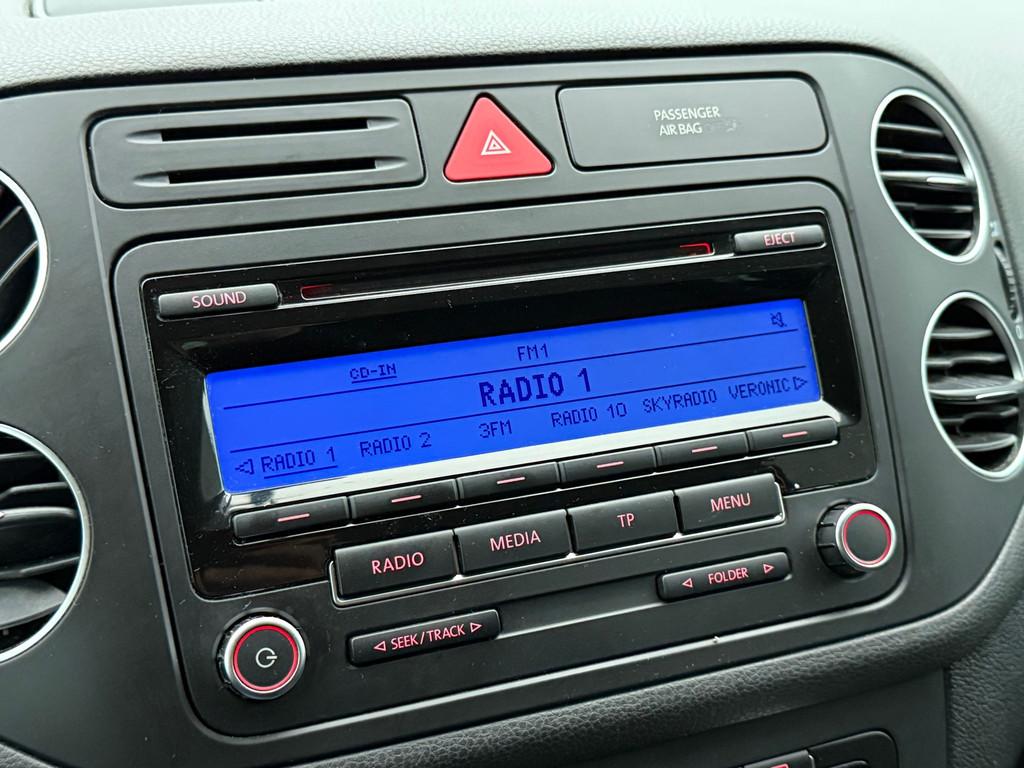 PASSENGER
AIR BAG OFF
SOUND
EJECT
CD-IN
FM1
RADIO 1
RADIO 1 RADIO 2 3FM RADIO 10 SKYRADIO VERONIC
RADIO MEDIA TP MENU
SEEK/TRACK
FOLDER